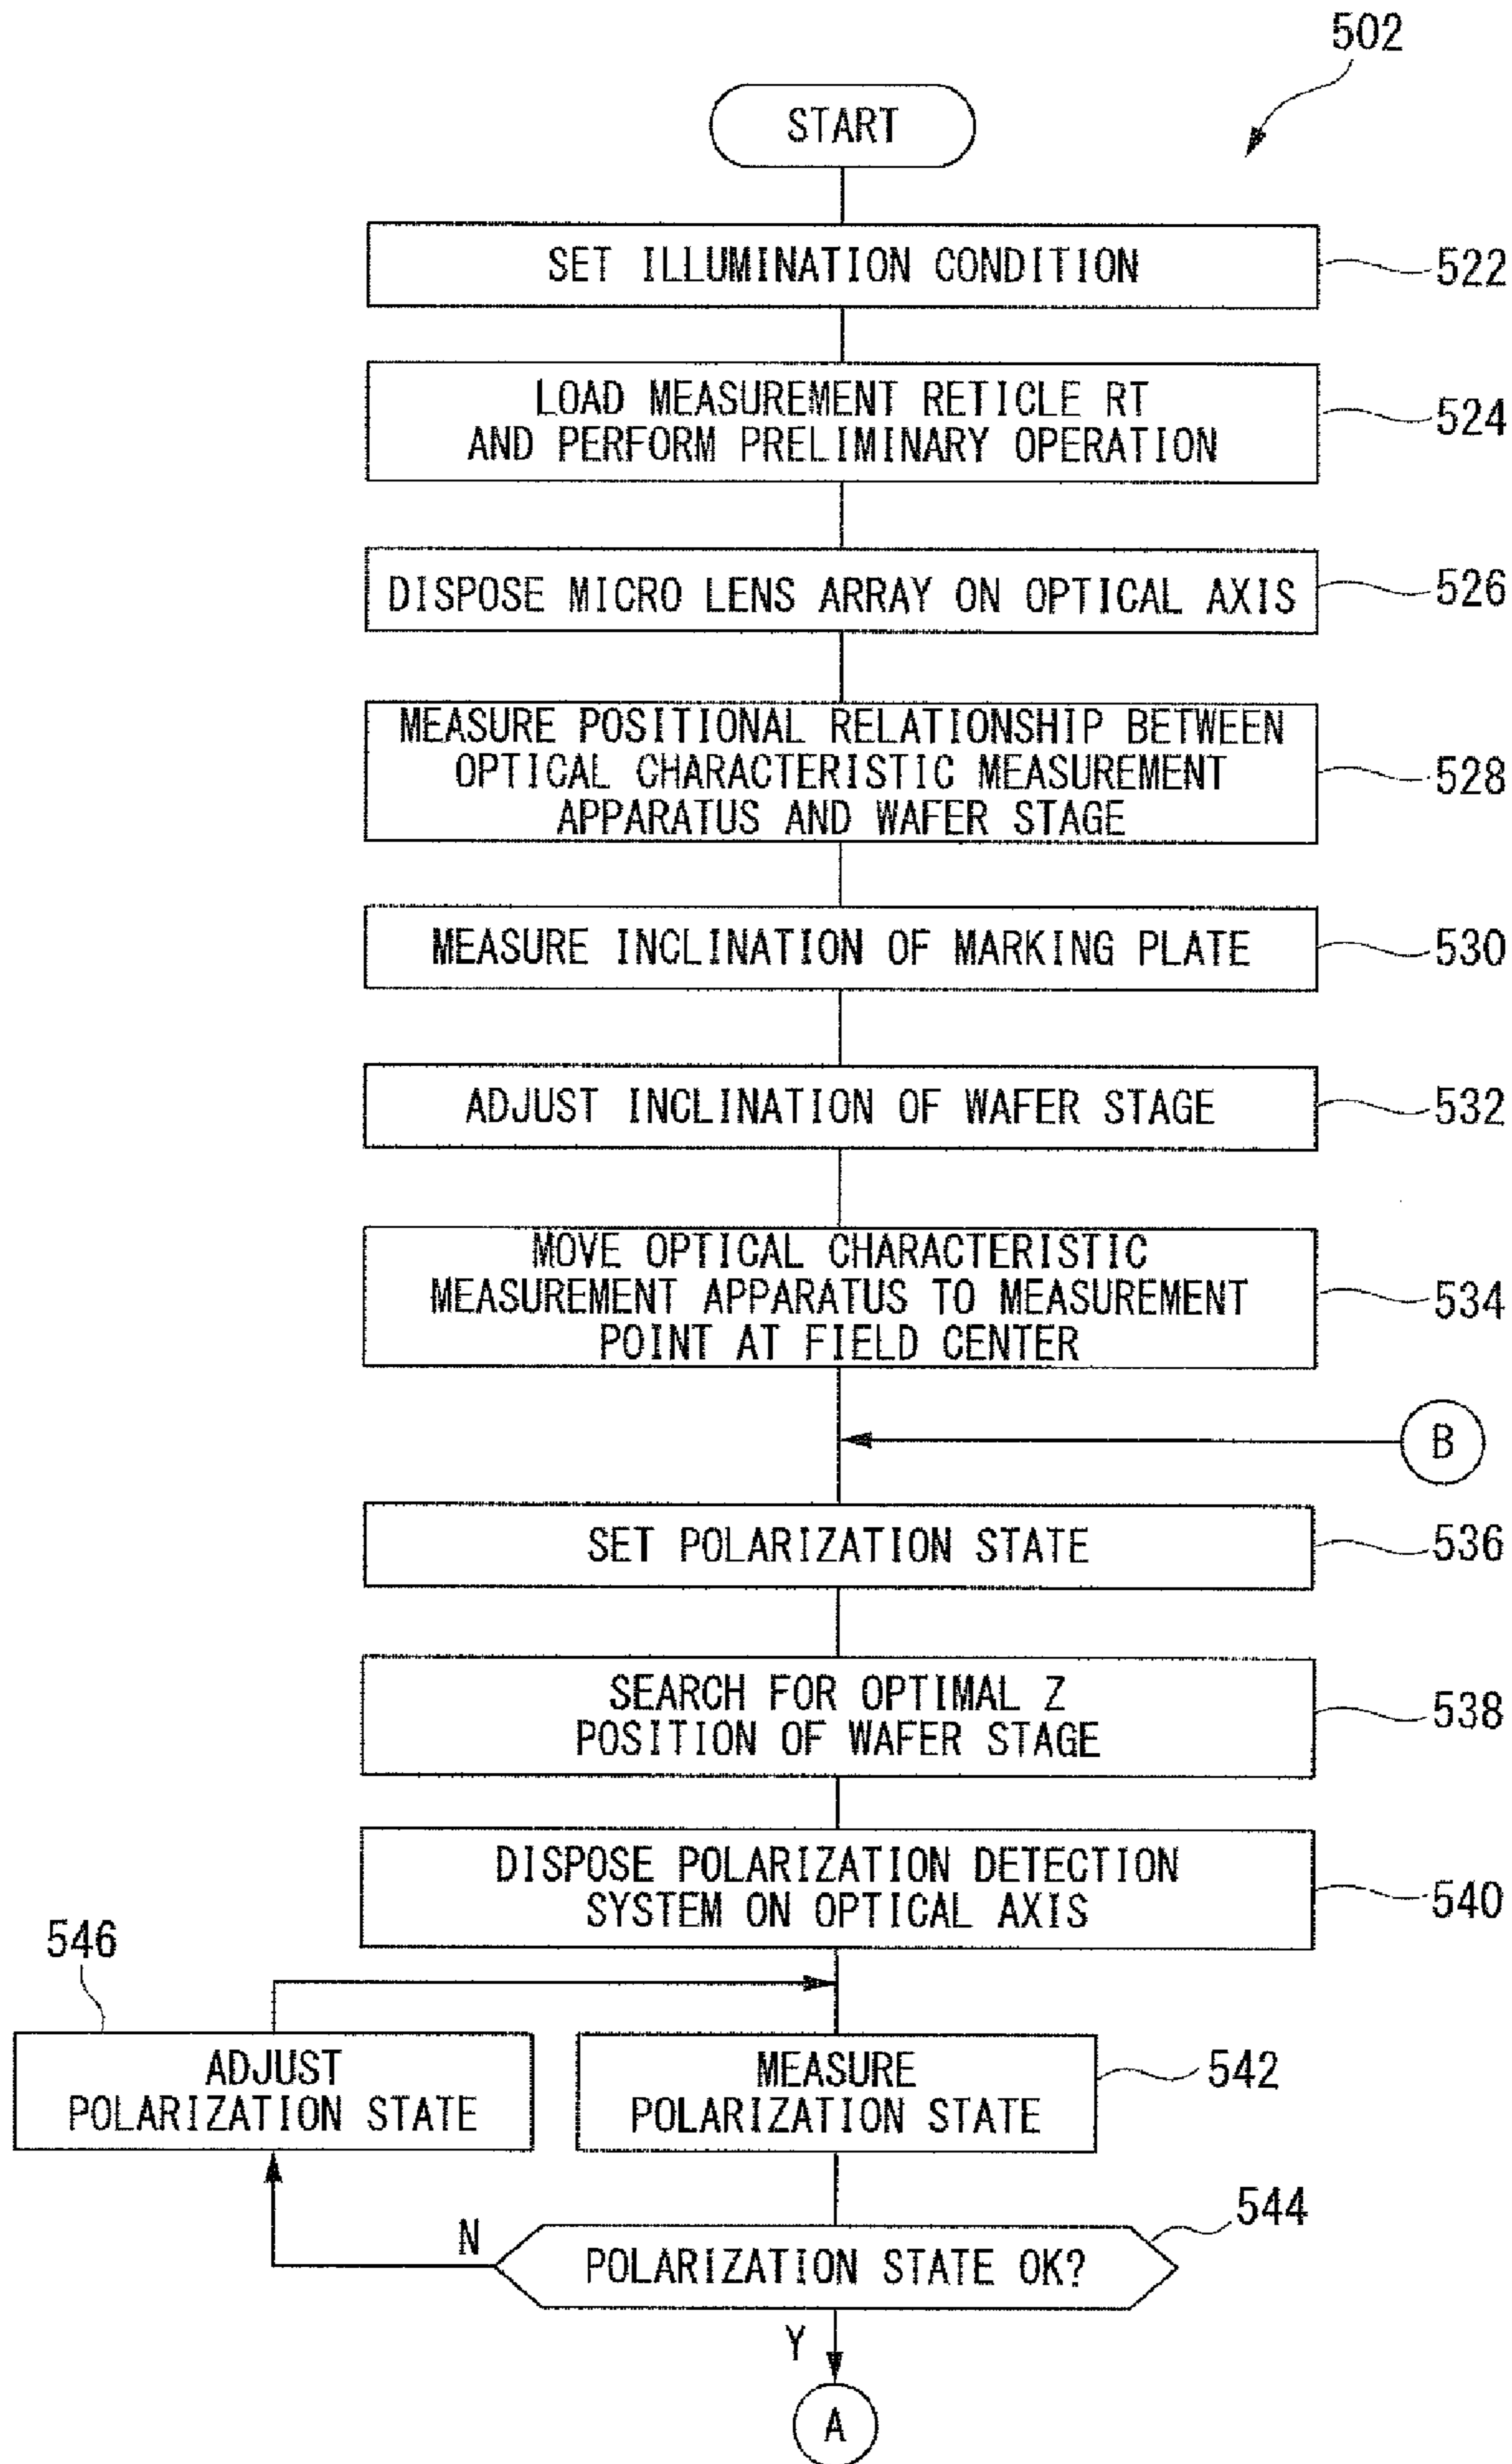 502
START
SET ILLUMINATION CONDITION
522
LOAD MEASUREMENT RETICLE RT
AND PERFORM PRELIMINARY OPERATION
524
DISPOSE MICRO LENS ARRAY ON OPTICAL AXIS
526
MEASURE POSITIONAL RELATIONSHIP BETWEEN
OPTICAL CHARACTERISTIC MEASUREMENT
APPARATUS AND WAFER STAGE
528
MEASURE INCLINATION OF MARKING PLATE
530
ADJUST INCLINATION OF WAFER STAGE
532
MOVE OPTICAL CHARACTERISTIC
MEASUREMENT APPARATUS TO MEASUREMENT
POINT AT FIELD CENTER
534
B
SET POLARIZATION STATE
536
SEARCH FOR OPTIMAL Z
POSITION OF WAFER STAGE
538
DISPOSE POLARIZATION DETECTION
SYSTEM ON OPTICAL AXIS
540
546
ADJUST
POLARIZATION STATE
MEASURE
POLARIZATION STATE
542
544
N
POLARIZATION STATE OK?
Y
A